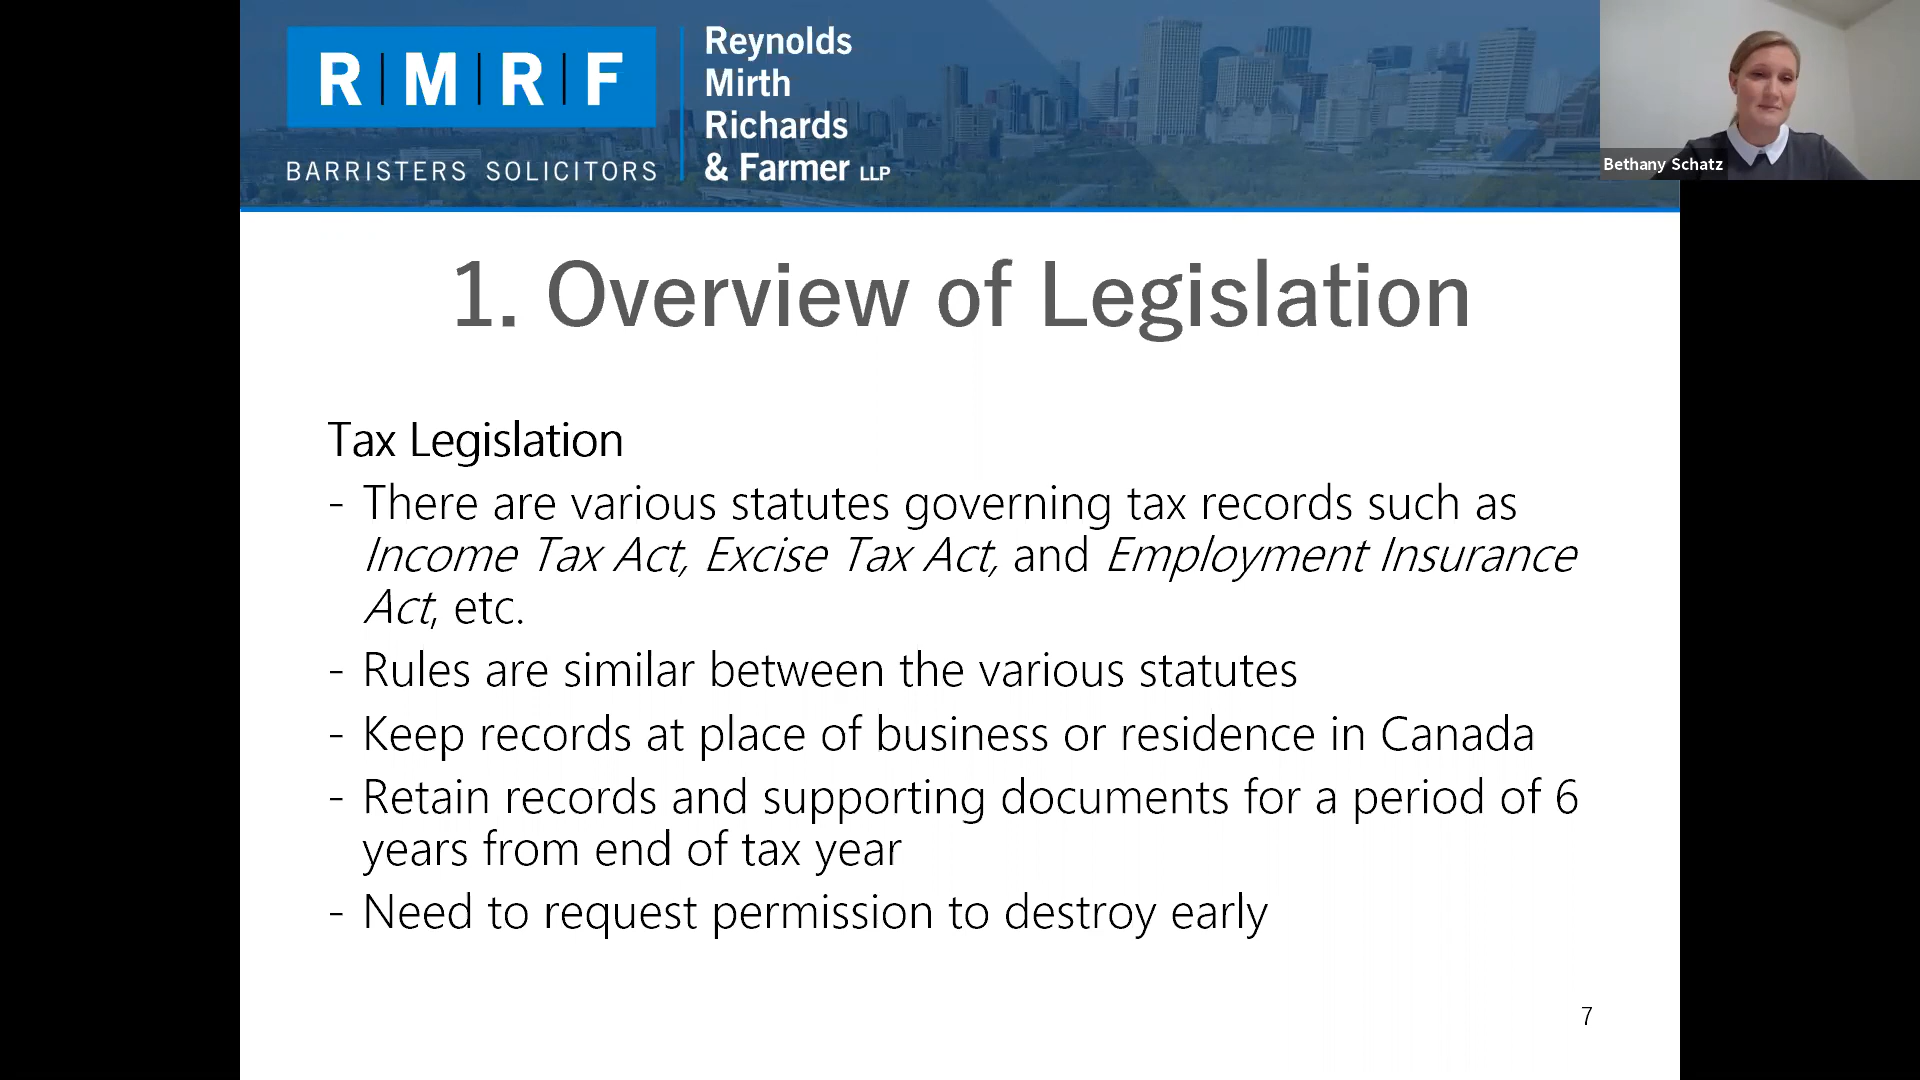 R|M|R|F
BARRISTERS SOLICITORS
Reynolds
Mirth
Richards
& Farmer LLP
Bethany Schatz
1. Overview of Legislation
Tax Legislation
- There are various statutes governing tax records such as
Income Tax Act, Excise Tax Act, and Employment Insurance
Act, etc.
- Rules are similar between the various statutes
- Keep records at place of business or residence in Canada
- Retain records and supporting documents for a period of 6
years from end of tax year
- Need to request permission to destroy early
7